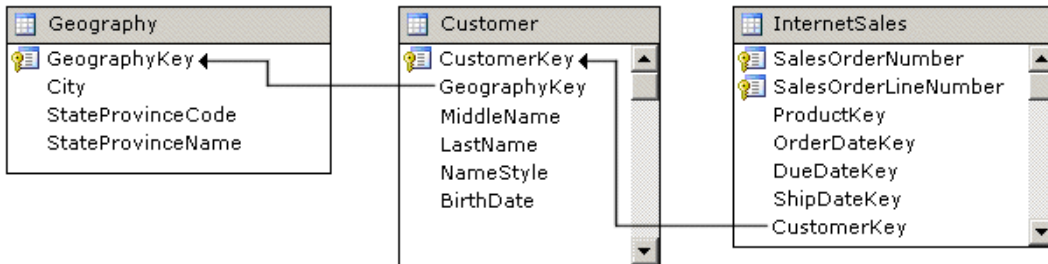 Geography
GeographyKey
City
StateProvinceCode
StateProvinceName
Customer
CustomerKey
GeographyKey
MiddleName
LastName
NameStyle
BirthDate
InternetSales
SalesOrderNumber
SalesOrderLineNumber
ProductKey
OrderDateKey
DueDateKey
ShipDateKey
CustomerKey